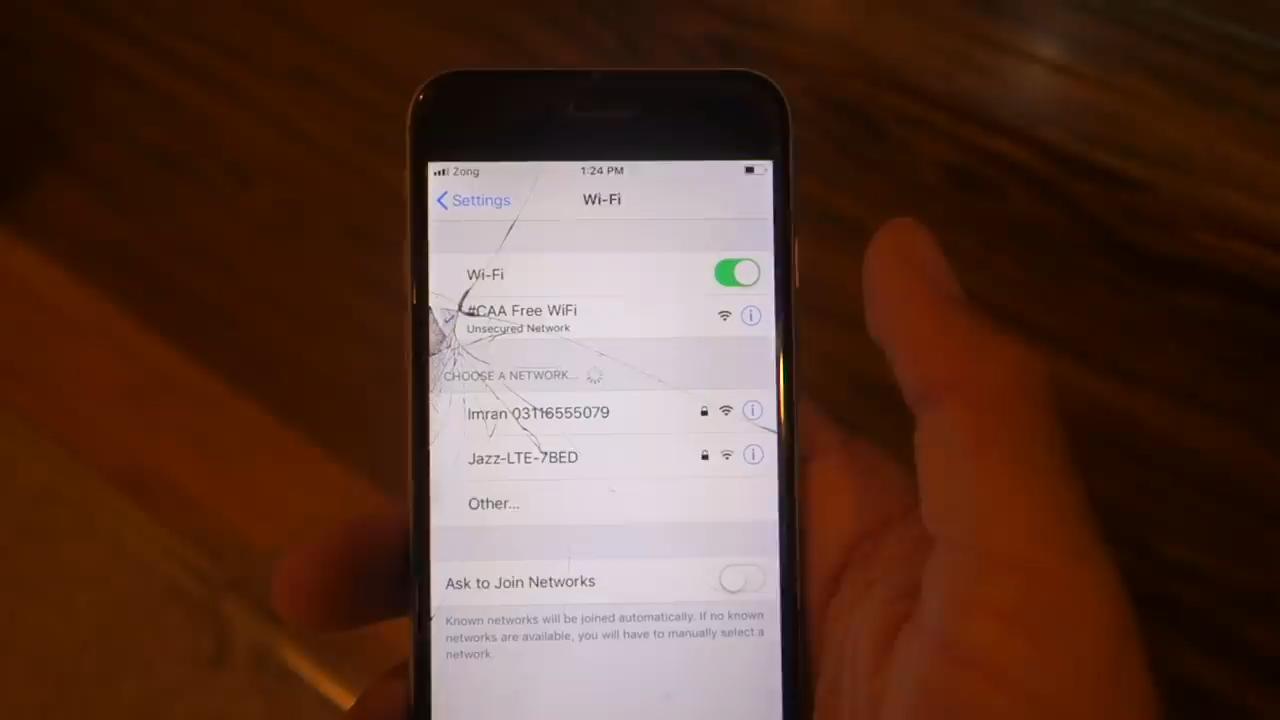 Zong 1:24 PM
Settings Wi-Fi
Wi-Fi
#CAA Free WiFi
Unsecured Network
CHOOSE A NETWORK...
Imran 03116555079
Jazz-LTE-7BED
Other...
Ask to Join Networks
Known networks will be joined automatically. If no known
networks are available, you will have to manually select a
network.